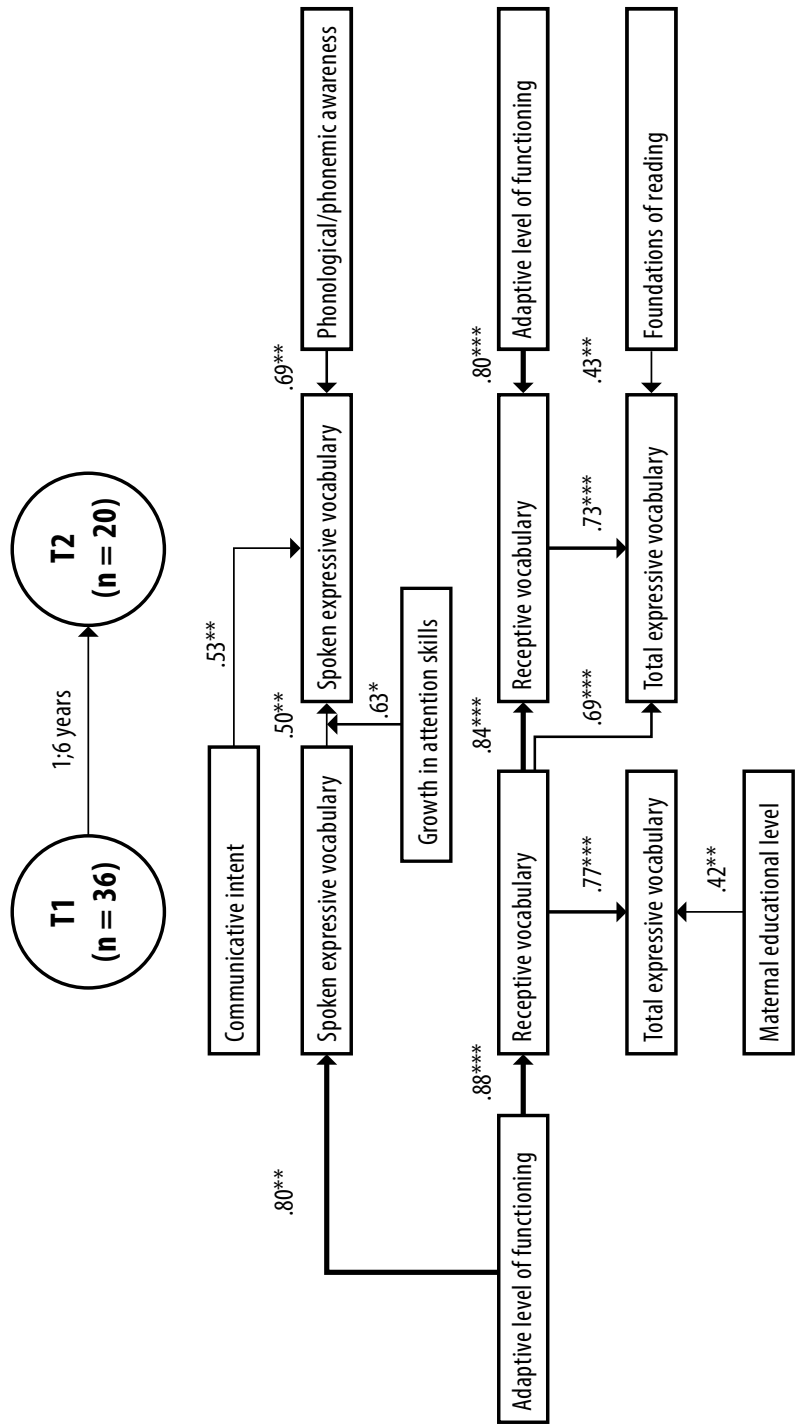 T1
(n = 36)
1;6 years
T2
(n = 20)
Communicative intent
.53**
Spoken expressive vocabulary
.50**
Spoken expressive vocabulary
.69**
Phonological/phonemic awareness
.80**
.63*
Growth in attention skills
Adaptive level of functioning
.88***
Receptive vocabulary
.84***
Receptive vocabulary
.80***
Adaptive level of functioning
.77***
.69***
.73***
Total expressive vocabulary
Total expressive vocabulary
.43**
Foundations of reading
.42**
Maternal educational level